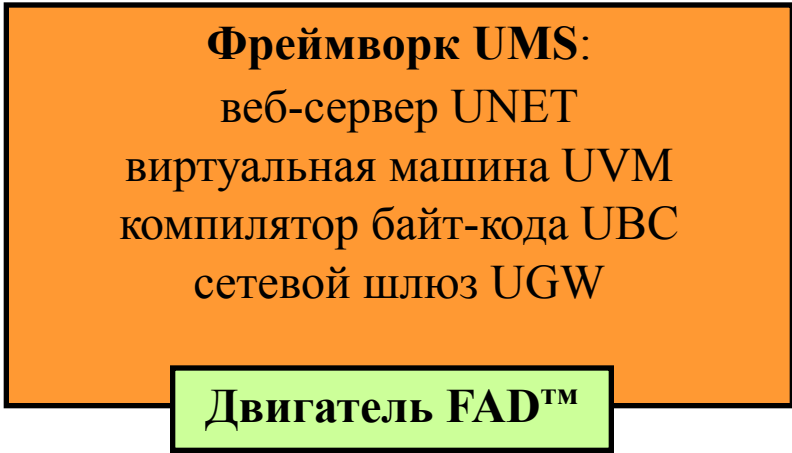 Фреймворк UMS:
веб-сервер UNET
виртуальная машина UVM
компилятор байт-кода UBC
сетевой шлюз UGW
Двигатель FAD™